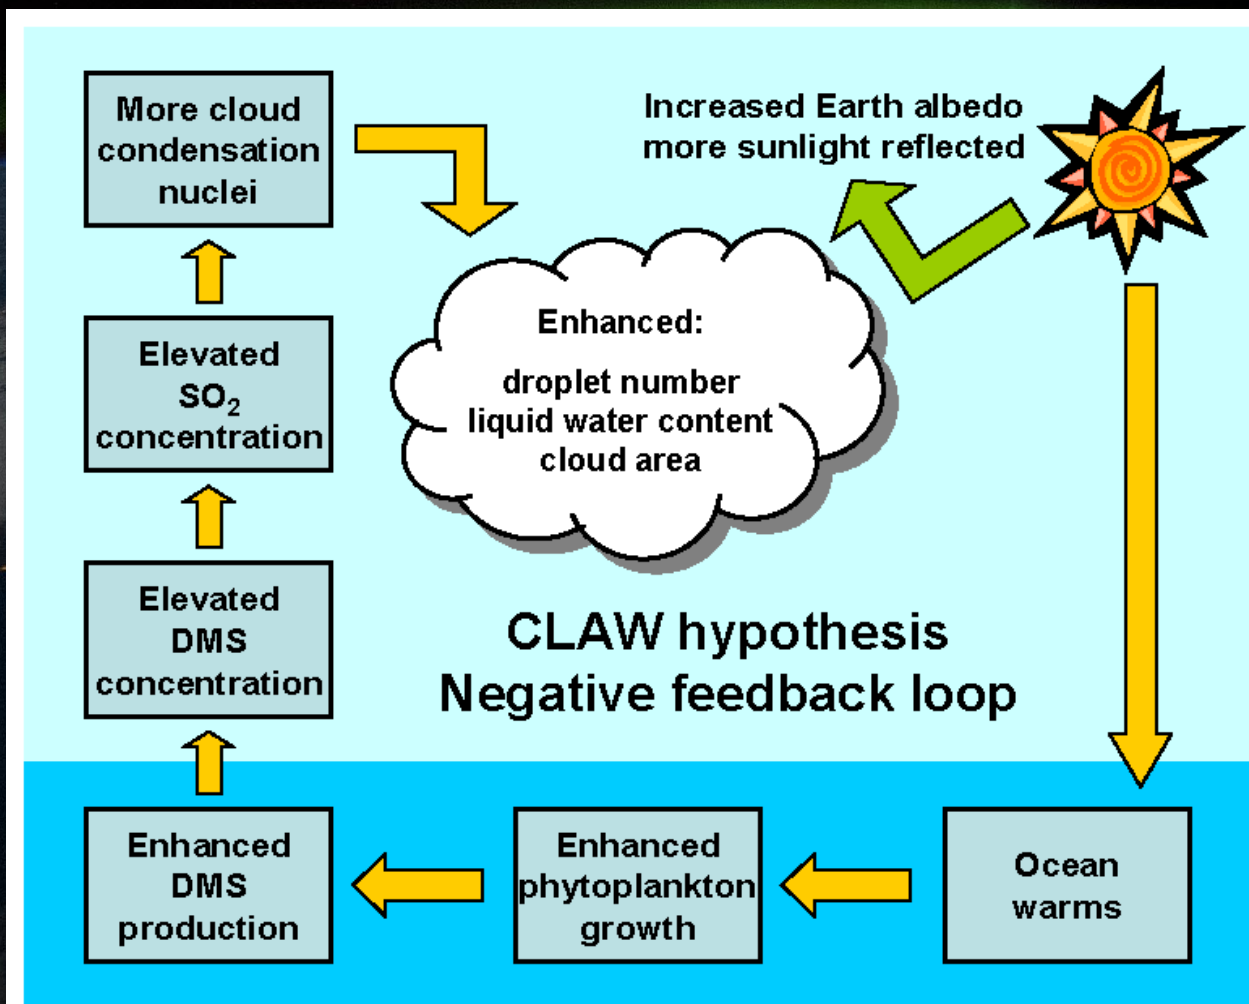 More cloud
condensation
nuclei
Increased Earth albedo
more sunlight reflected
Enhanced:
droplet number
liquid water content
cloud area
Elevated
SO₂
concentration
Elevated
DMS
concentration
CLAW hypothesis
Negative feedback loop
Enhanced
DMS
production
Enhanced
phytoplankton
growth
Ocean
warms